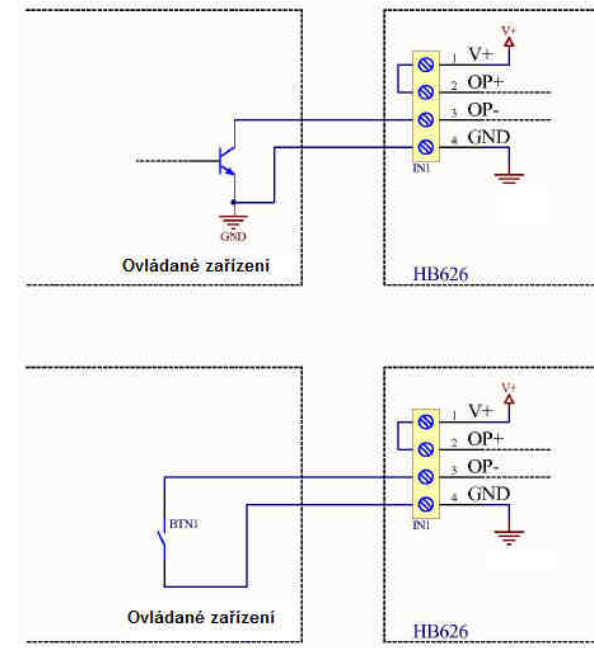 V+
1 V+
2 OP+
3 OP-
4 GND
IN1
GND
Ovládané zařízení
HB626
V+
1 V+
2 OP+
3 OP-
4 GND
BTN1
IN1
Ovládané zařízení
HB626